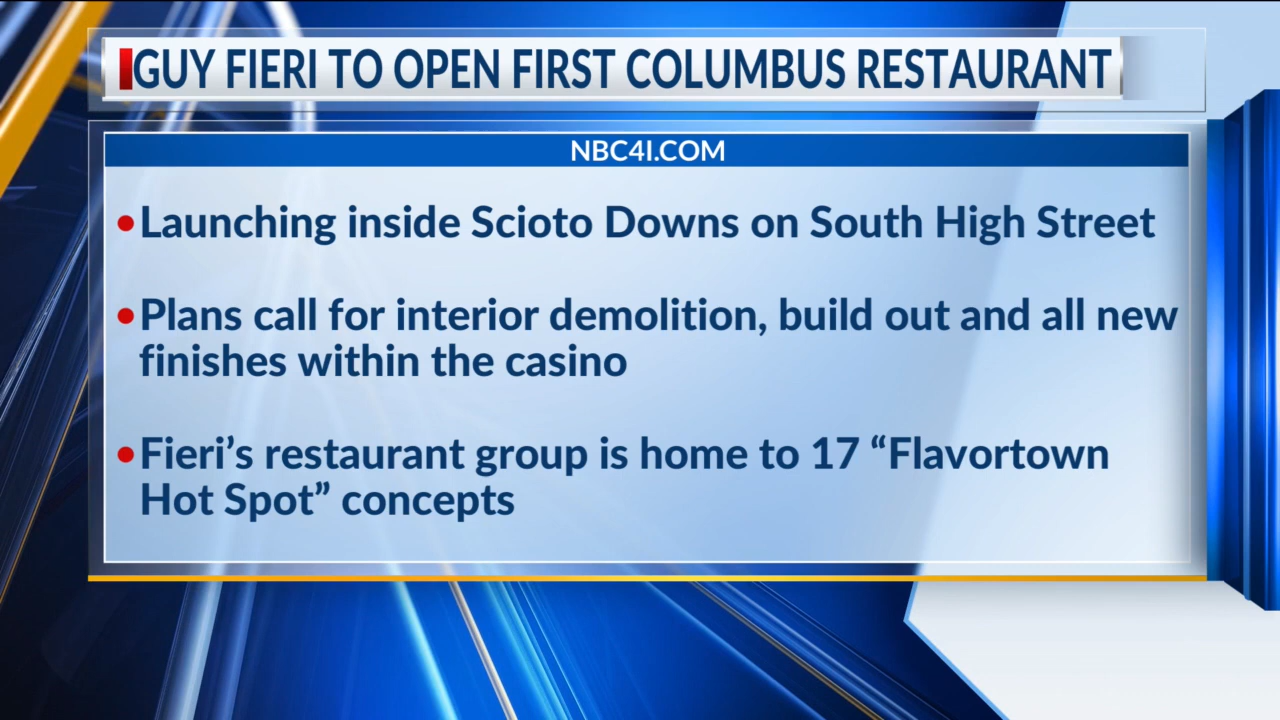 GUY FIERI TO OPEN FIRST COLUMBUS RESTAURANT
NBC4I.COM
•Launching inside Scioto Downs on South High Street
•Plans call for interior demolition, build out and all new
finishes within the casino
•Fieri’s restaurant group is home to 17 “Flavortown
Hot Spot” concepts